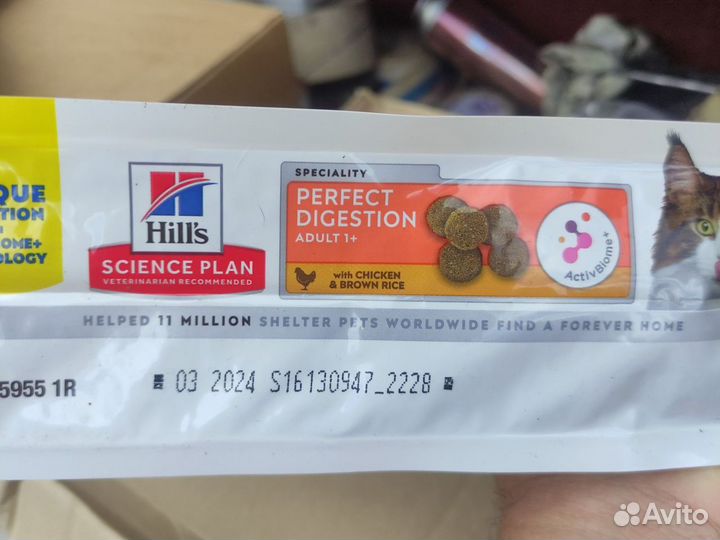 QUE
TION
OME+
OLOGY
Hill's
SCIENCE PLAN
VETERINARIAN RECOMMENDED
SPECIALITY
PERFECT
DIGESTION
ADULT 1+
with CHICKEN
& BROWN RICE
ActivBiome+
HELPED 11 MILLION SHELTER PETS WORLDWIDE FIND A FOREVER HOME
5955 1R
03 2024 S16130947_2228
Avito